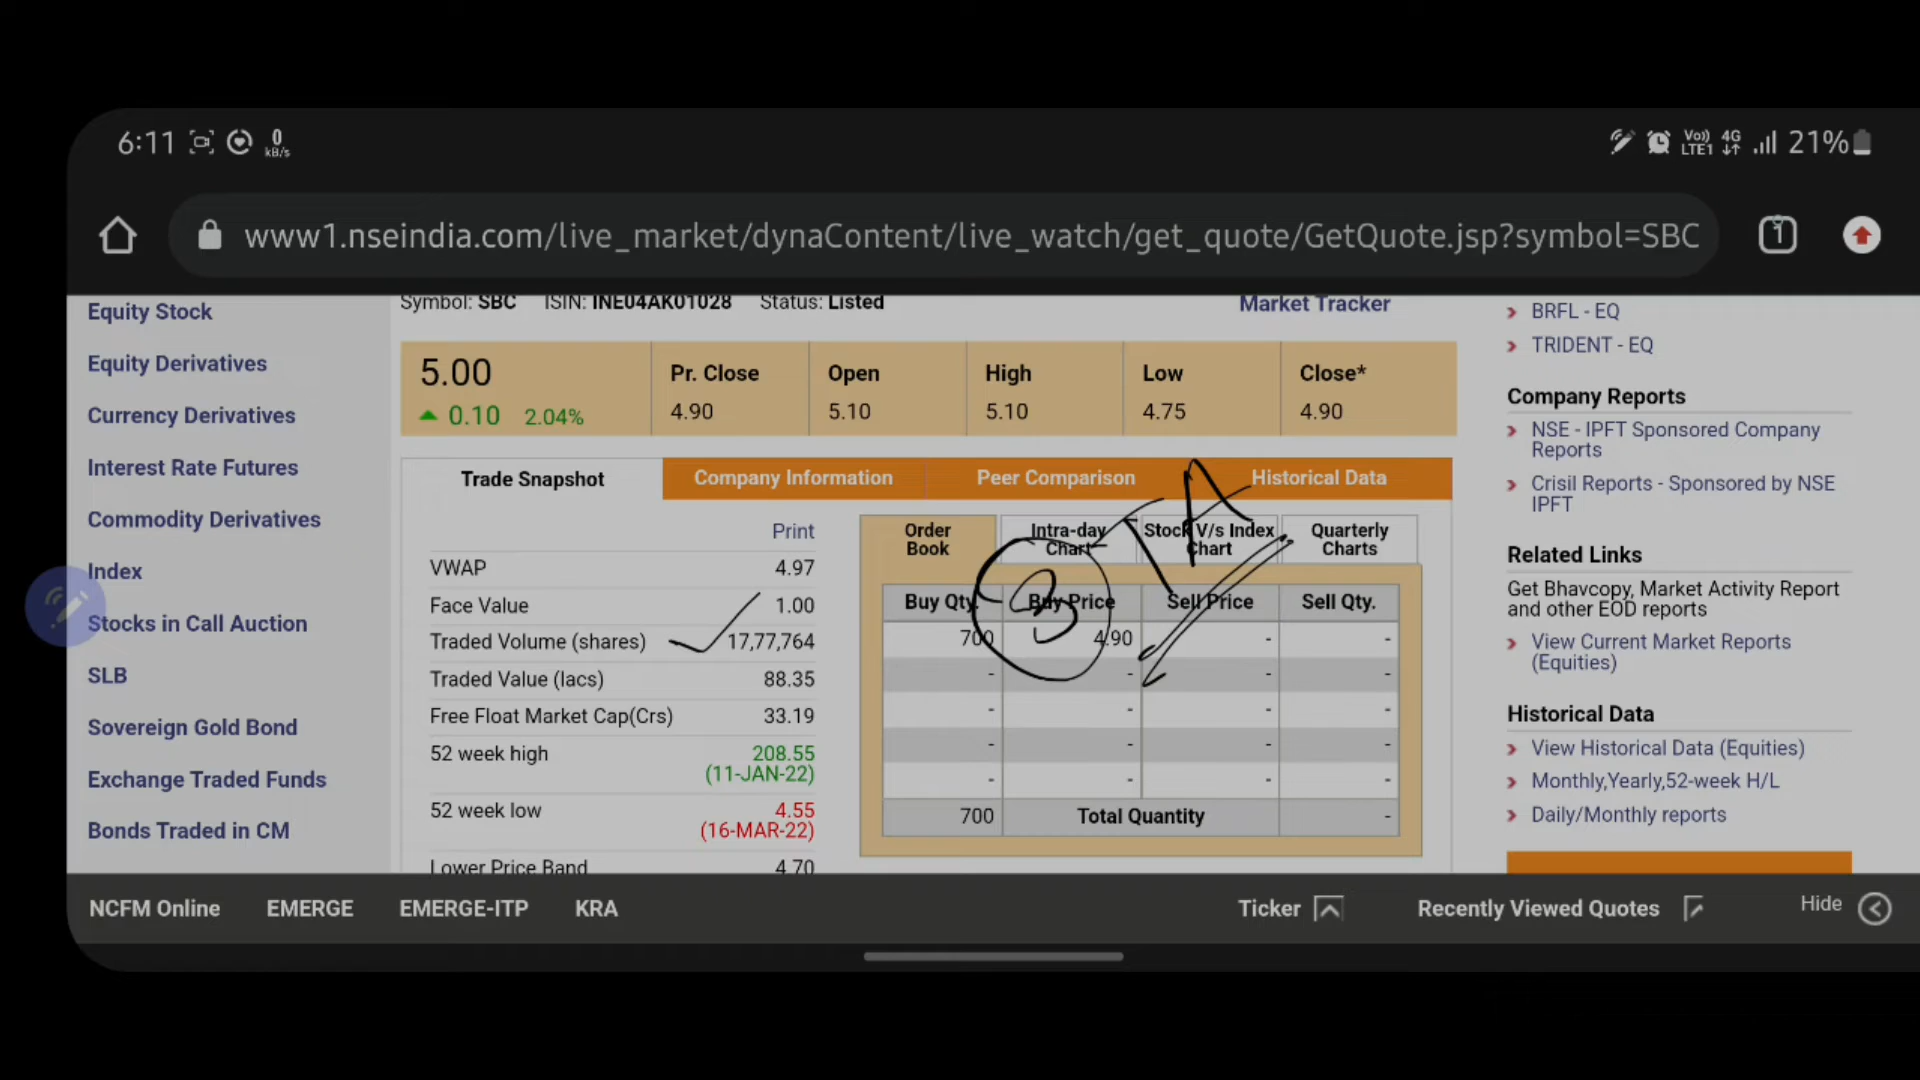 6:11 0 kB/s Vo)) LTE1 4G 21%
www1.nseindia.com/live_market/dynaContent/live_watch/get_quote/GetQuote.jsp?symbol=SBC 1
Equity Stock
Equity Derivatives
Currency Derivatives
Interest Rate Futures
Commodity Derivatives
Index
Stocks in Call Auction
SLB
Sovereign Gold Bond
Exchange Traded Funds
Bonds Traded in CM
Symbol: SBC ISIN: INE04AK01028 Status: Listed Market Tracker
5.00 Pr. Close Open High Low Close*
0.10 2.04% 4.90 5.10 5.10 4.75 4.90
Trade Snapshot Company Information Peer Comparison Historical Data
Print
VWAP 4.97
Face Value 1.00
Traded Volume (shares) 17,77,764
Traded Value (lacs) 88.35
Free Float Market Cap(Crs) 33.19
52 week high 208.55
(11-JAN-22)
52 week low 4.55
(16-MAR-22)
Lower Price Band 4.70
Order Book Intra-day Chart Stock V/s Index Chart Quarterly Charts
Buy Qty. Buy Price Sell Price Sell Qty.
700 4.90 - -
- - - -
- - - -
- - - -
- - - -
700 Total Quantity -
BRFL - EQ
TRIDENT - EQ
Company Reports
NSE - IPFT Sponsored Company
Reports
Crisil Reports - Sponsored by NSE
IPFT
Related Links
Get Bhavcopy, Market Activity Report
and other EOD reports
View Current Market Reports
(Equities)
Historical Data
View Historical Data (Equities)
Monthly,Yearly,52-week H/L
Daily/Monthly reports
NCFM Online EMERGE EMERGE-ITP KRA Ticker Recently Viewed Quotes Hide